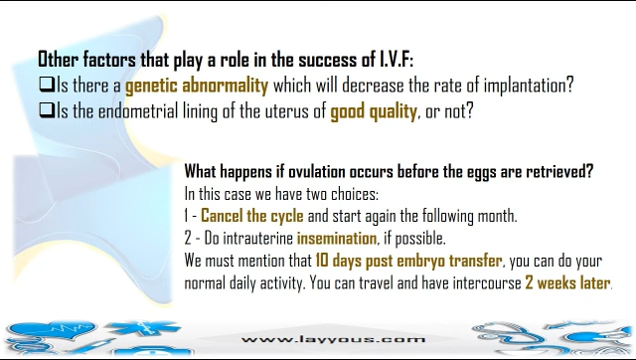 Other factors that play a role in the success of I.V.F:
❑Is there a genetic abnormality which will decrease the rate of implantation?
❑Is the endometrial lining of the uterus of good quality, or not?
What happens if ovulation occurs before the eggs are retrieved?
In this case we have two choices:
1 - Cancel the cycle and start again the following month.
2 - Do intrauterine insemination, if possible.
We must mention that 10 days post embryo transfer, you can do your
normal daily activity. You can travel and have intercourse 2 weeks later.
www.layyous.com